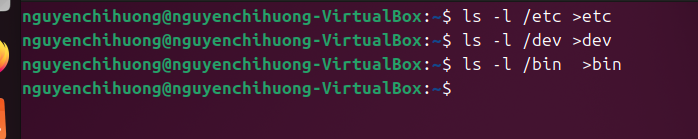 nguyenchihuong@nguyenchihuong-VirtualBox:~$ ls -l /etc >etc
nguyenchihuong@nguyenchihuong-VirtualBox:~$ ls -l /dev >dev
nguyenchihuong@nguyenchihuong-VirtualBox:~$ ls -l /bin  >bin
nguyenchihuong@nguyenchihuong-VirtualBox:~$